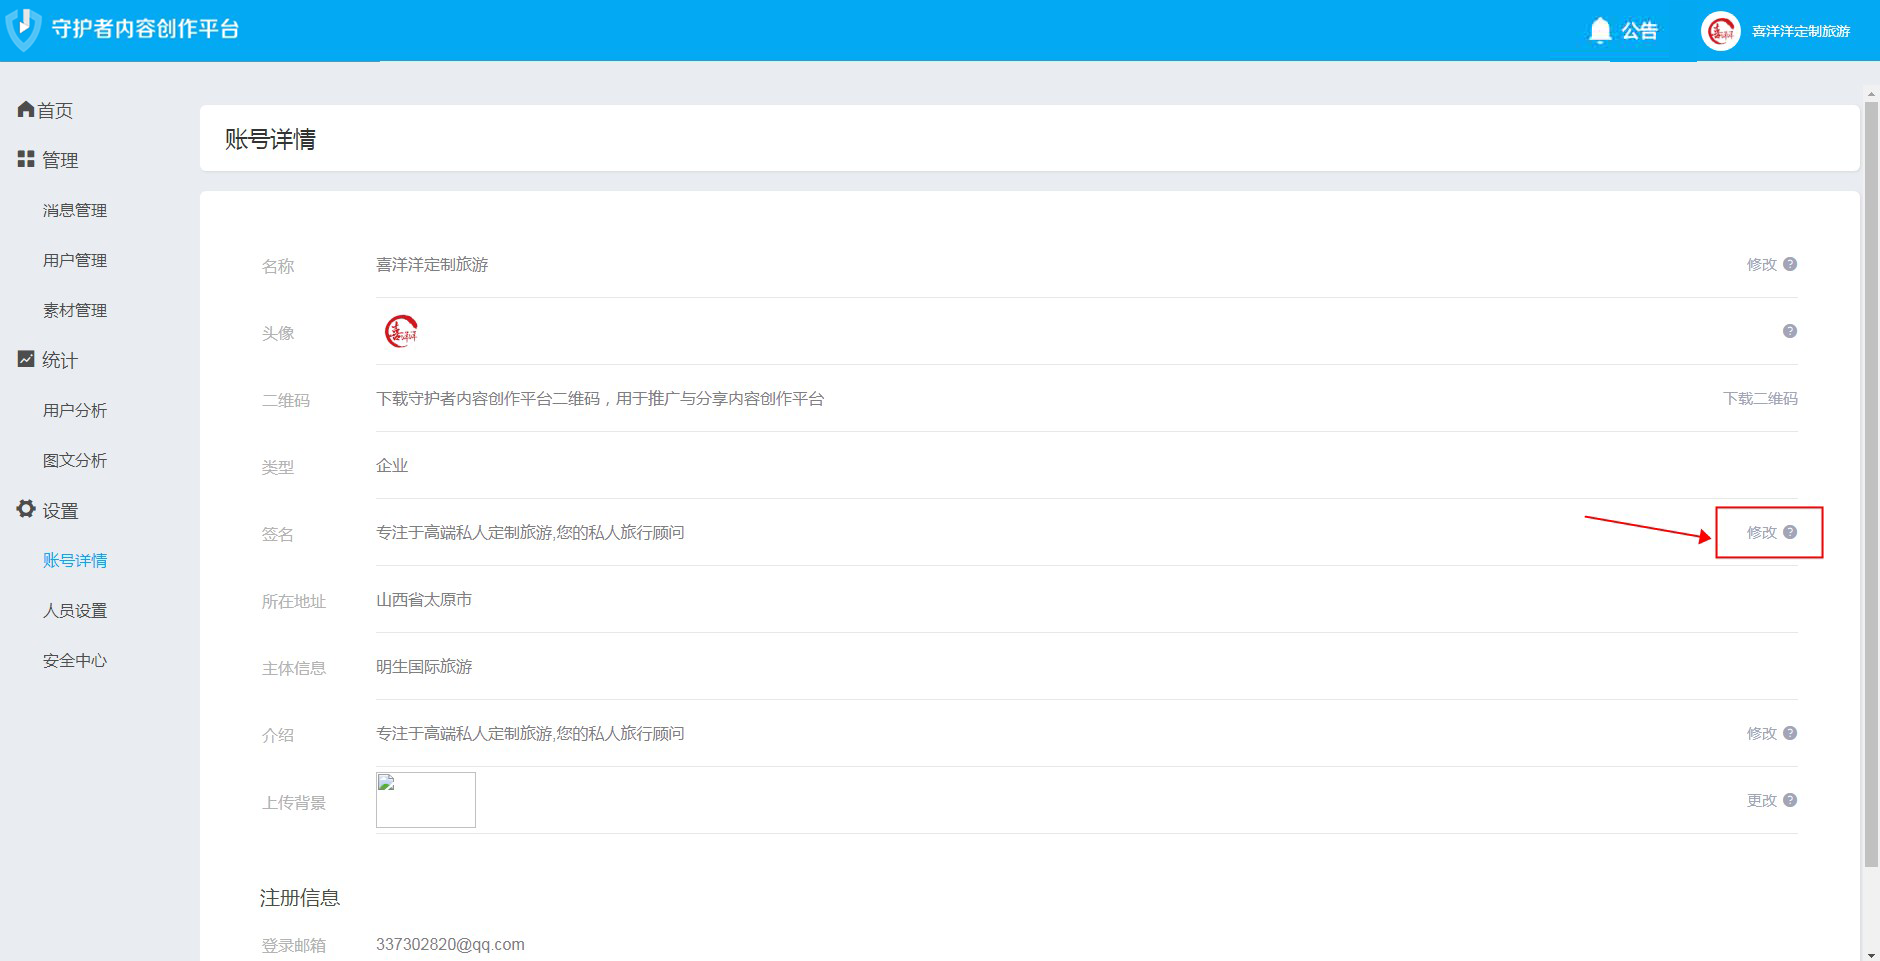 守护者内容创作平台
公告
喜洋洋定制旅游
首页
管理
消息管理
用户管理
素材管理
统计
用户分析
图文分析
设置
账号详情
人员设置
安全中心
账号详情
名称 喜洋洋定制旅游 修改 ?
头像 喜洋洋 ?
二维码 下载守护者内容创作平台二维码，用于推广与分享内容创作平台 下载二维码
类型 企业
签名 专注于高端私人定制旅游,您的私人旅行顾问 修改 ?
所在地址 山西省太原市
主体信息 明生国际旅游
介绍 专注于高端私人定制旅游,您的私人旅行顾问 修改 ?
上传背景 更改 ?
注册信息
登录邮箱 337302820@qq.com